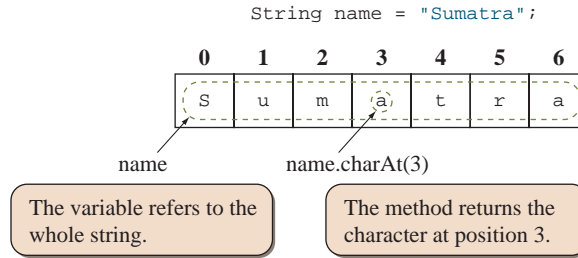 String name = "Sumatra";
0 1 2 3 4 5 6
S u m a t r a
name name.charAt(3)
The variable refers to the
whole string.
The method returns the
character at position 3.